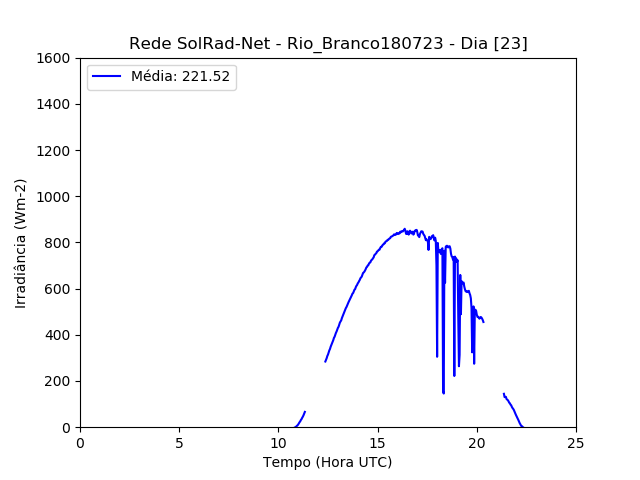 Rede SolRad-Net - Rio_Branco180723 - Dia [23]
Média: 221.52
1600
1400
1200
1000
800
600
400
200
0
Irradiância (Wm-2)
0 5 10 15 20 25
Tempo (Hora UTC)